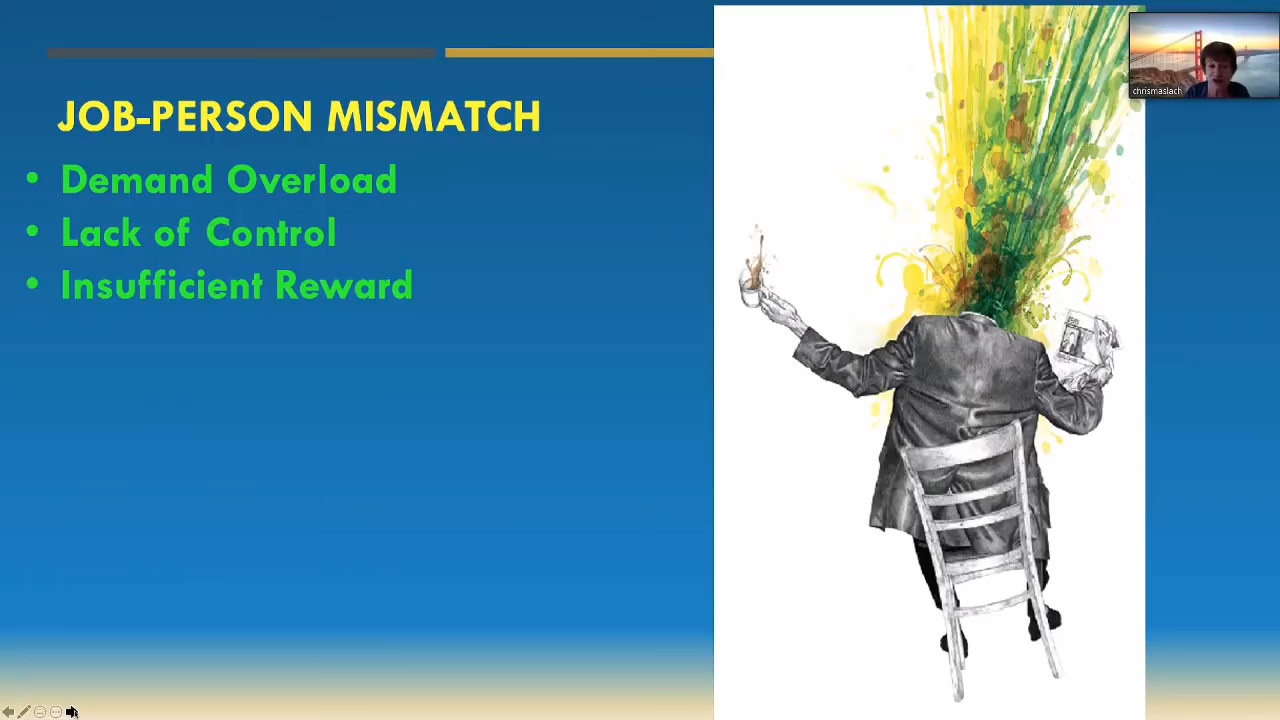 JOB-PERSON MISMATCH
• Demand Overload
• Lack of Control
• Insufficient Reward
chrismaslach